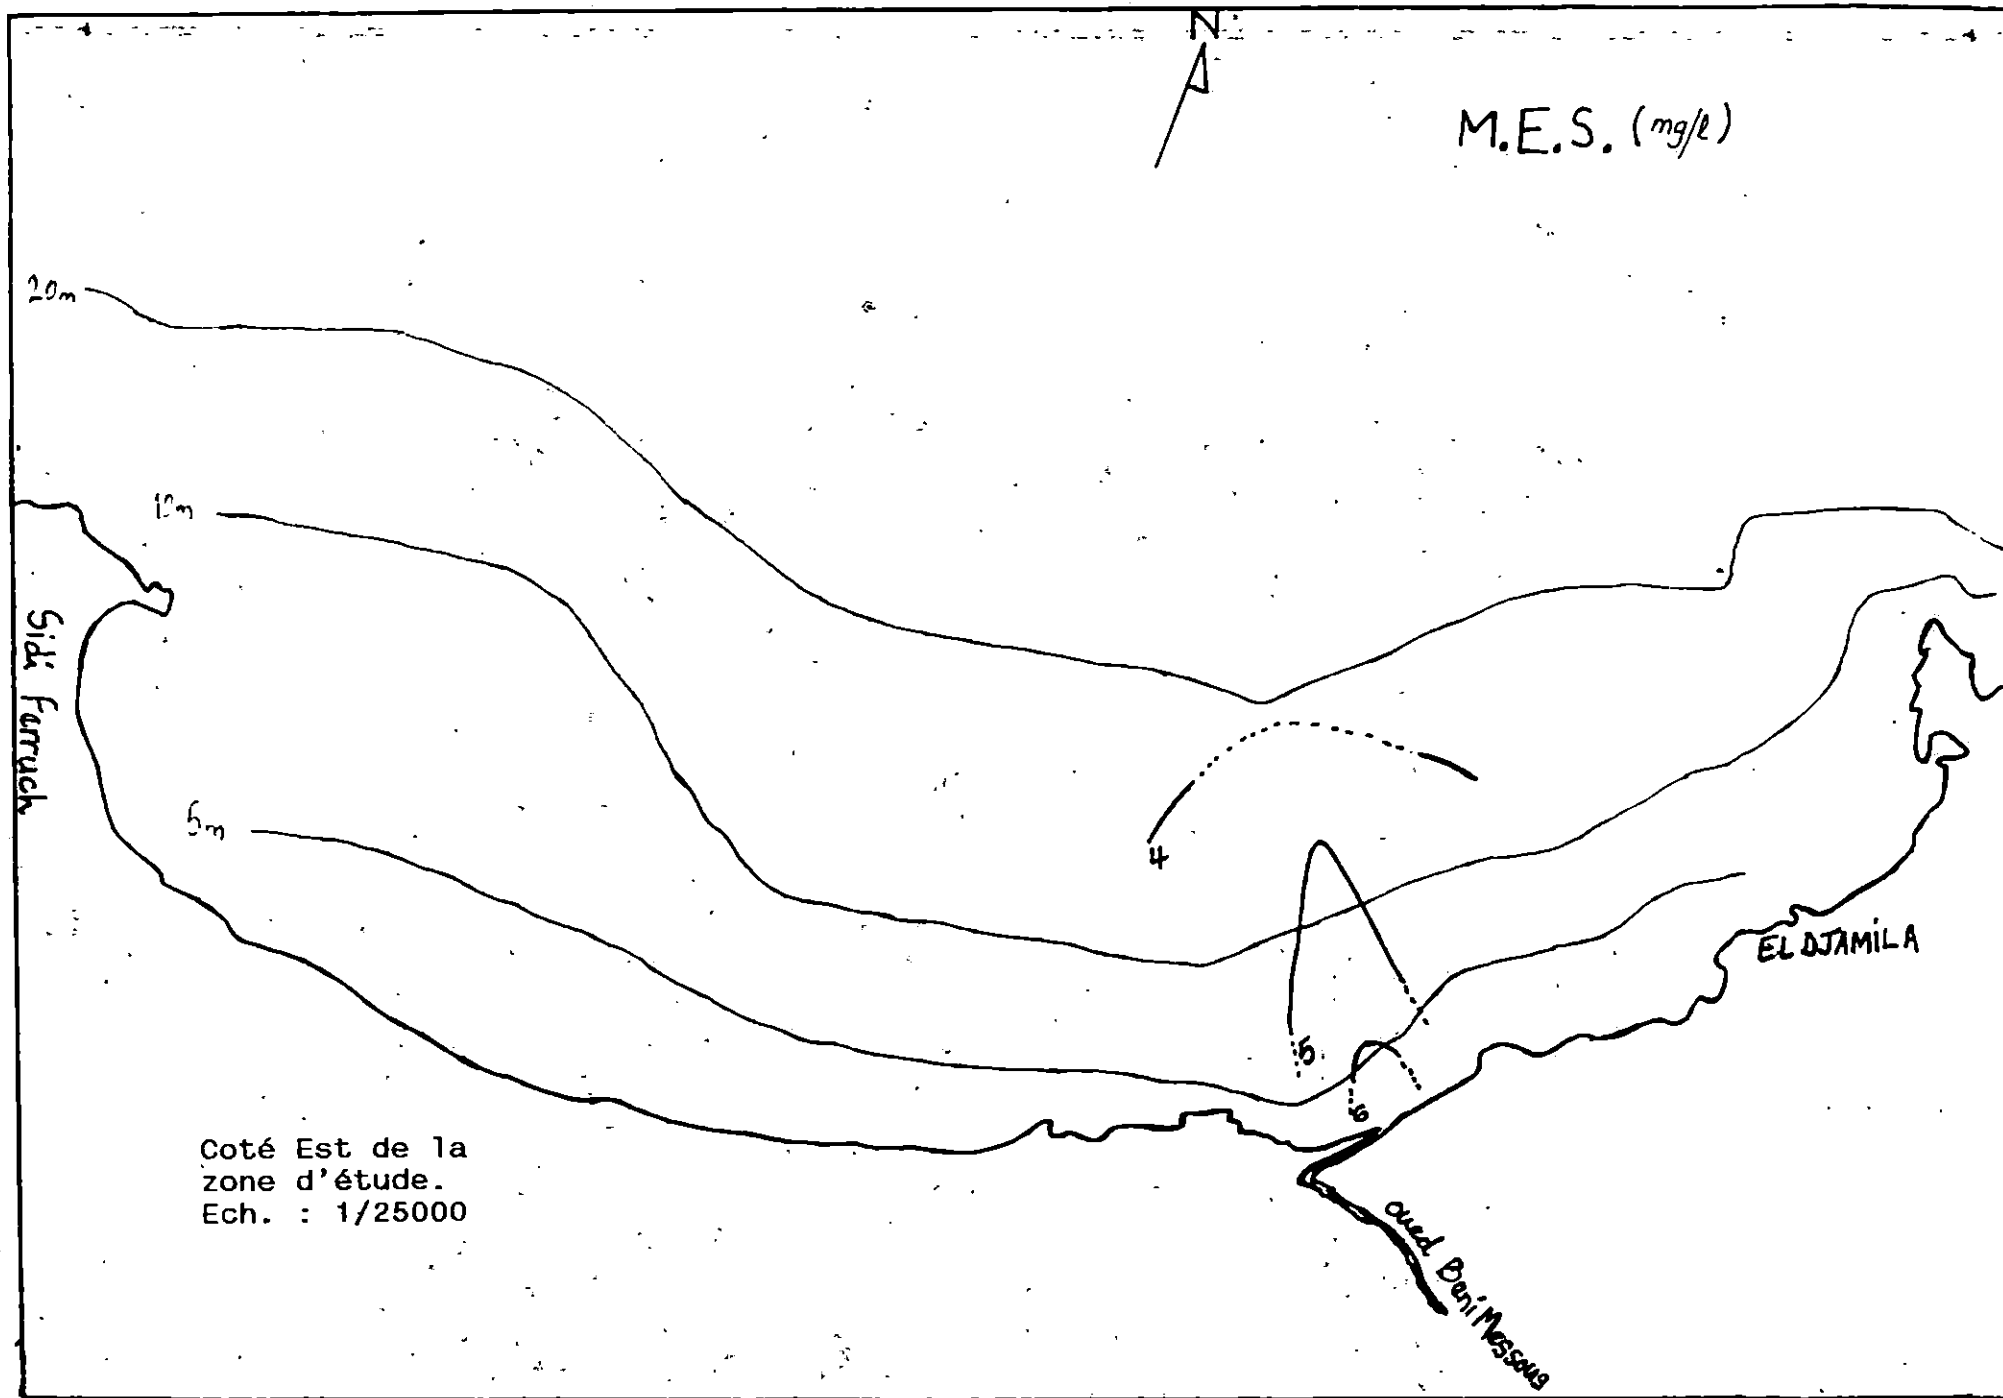 N
M.E.S. (mg/l)
20m
10m
Sidi Farruch
5m
4
5
6
EL DJAMILA
Coté Est de la
zone d'étude.
Ech. : 1/25000
oued Beni Messous